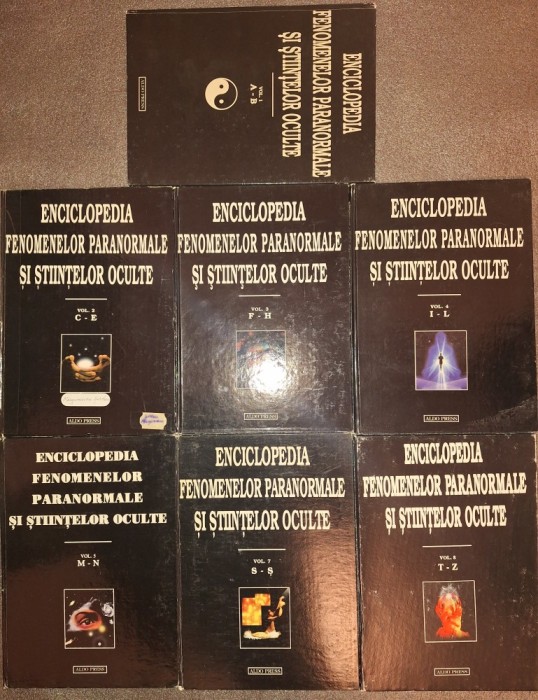 ENCICLOPEDIA
FENOMENELOR PARANORMALE
ȘI ȘTIINȚELOR OCULTE
VOL. 1
A - B
ALDO PRESS
ENCICLOPEDIA
FENOMENELOR PARANORMALE
ȘI ȘTIINȚELOR OCULTE
VOL. 2
C - E
ALDO PRESS
ENCICLOPEDIA
FENOMENELOR PARANORMALE
ȘI ȘTIINȚELOR OCULTE
VOL. 3
F - H
ALDO PRESS
ENCICLOPEDIA
FENOMENELOR PARANORMALE
ȘI ȘTIINȚELOR OCULTE
VOL. 4
I - L
ALDO PRESS
ENCICLOPEDIA
FENOMENELOR
PARANORMALE
ȘI ȘTIINȚELOR OCULTE
VOL. 5
M - N
ALDO PRESS
ENCICLOPEDIA
FENOMENELOR PARANORMALE
ȘI ȘTIINȚELOR OCULTE
VOL. 7
S - Ș
ALDO PRESS
ENCICLOPEDIA
FENOMENELOR PARANORMALE
ȘI ȘTIINȚELOR OCULTE
VOL. 8
T - Z
ALDO PRESS